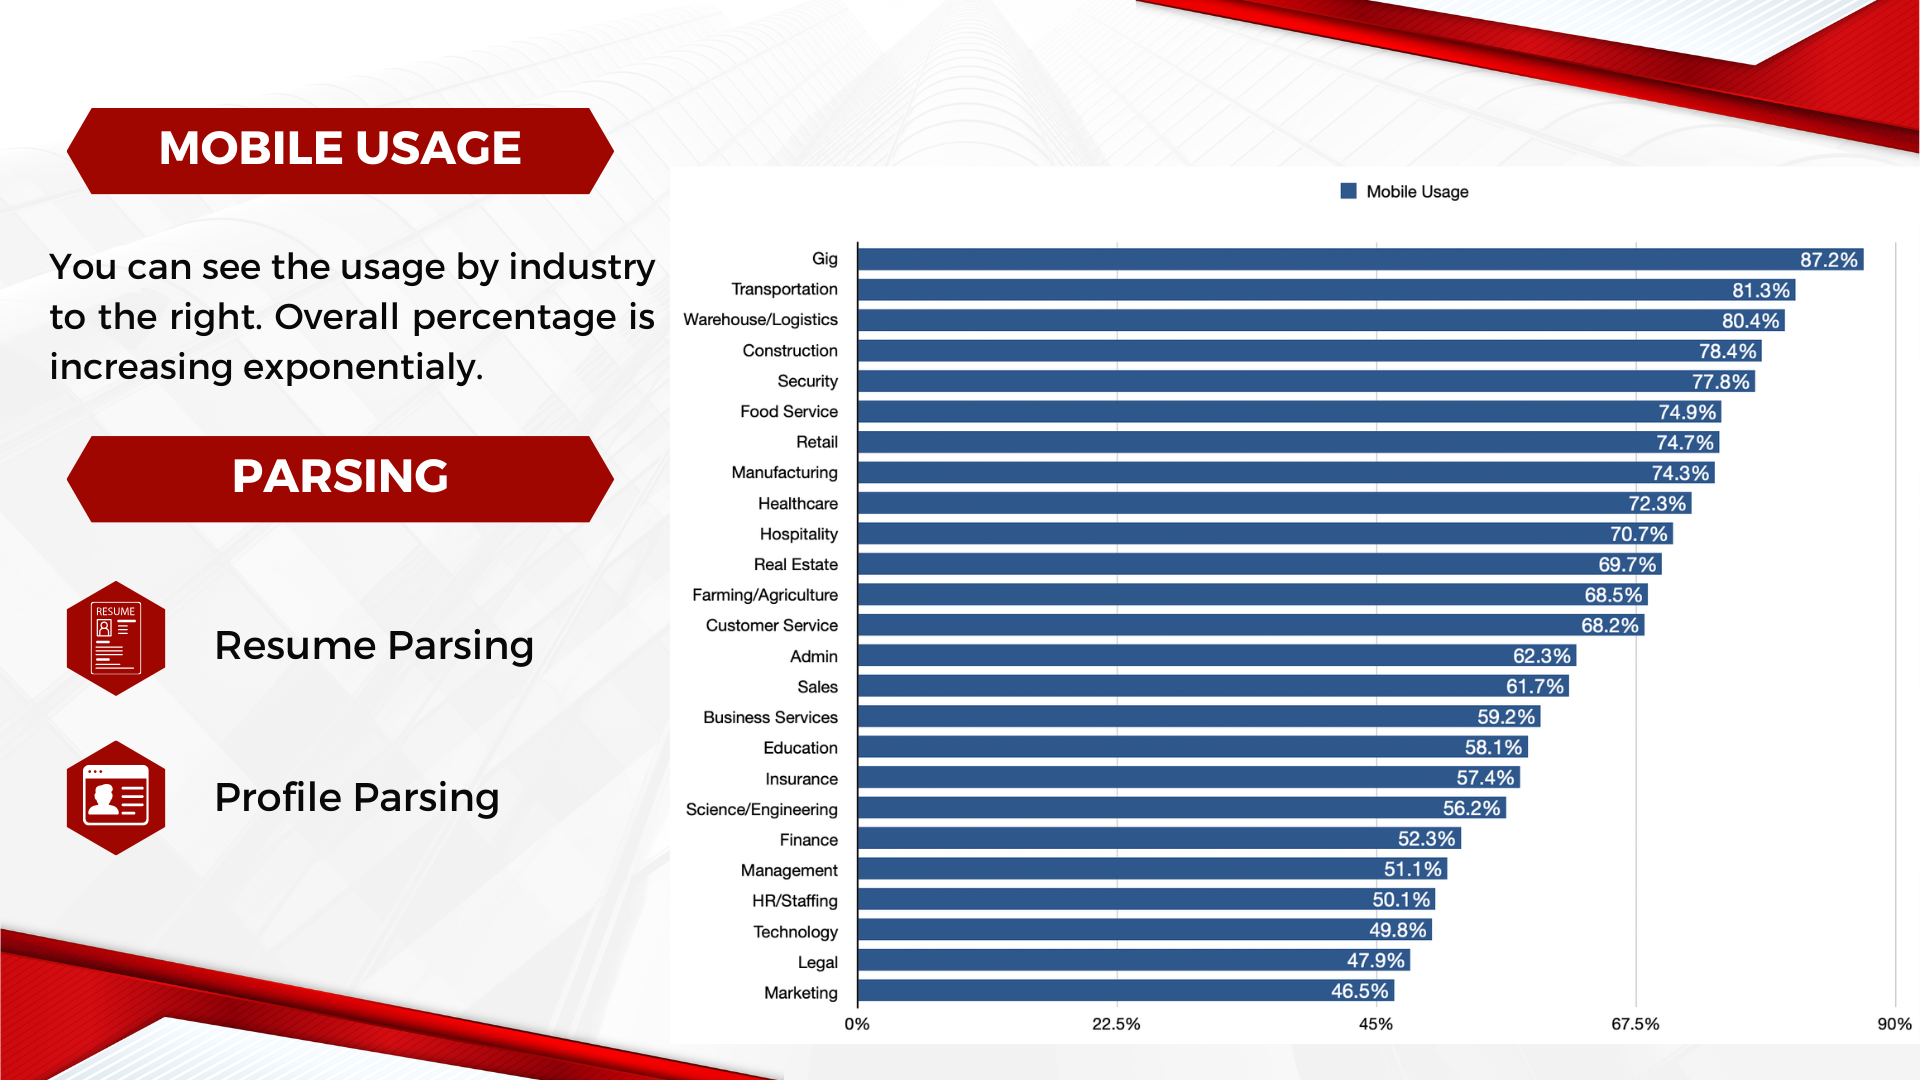 MOBILE USAGE
You can see the usage by industry
to the right. Overall percentage is
increasing exponentialy.
PARSING
RESUME
Resume Parsing
Profile Parsing
Mobile Usage
Gig 87.2%
Transportation 81.3%
Warehouse/Logistics 80.4%
Construction 78.4%
Security 77.8%
Food Service 74.9%
Retail 74.7%
Manufacturing 74.3%
Healthcare 72.3%
Hospitality 70.7%
Real Estate 69.7%
Farming/Agriculture 68.5%
Customer Service 68.2%
Admin 62.3%
Sales 61.7%
Business Services 59.2%
Education 58.1%
Insurance 57.4%
Science/Engineering 56.2%
Finance 52.3%
Management 51.1%
HR/Staffing 50.1%
Technology 49.8%
Legal 47.9%
Marketing 46.5%
0% 22.5% 45% 67.5% 90%